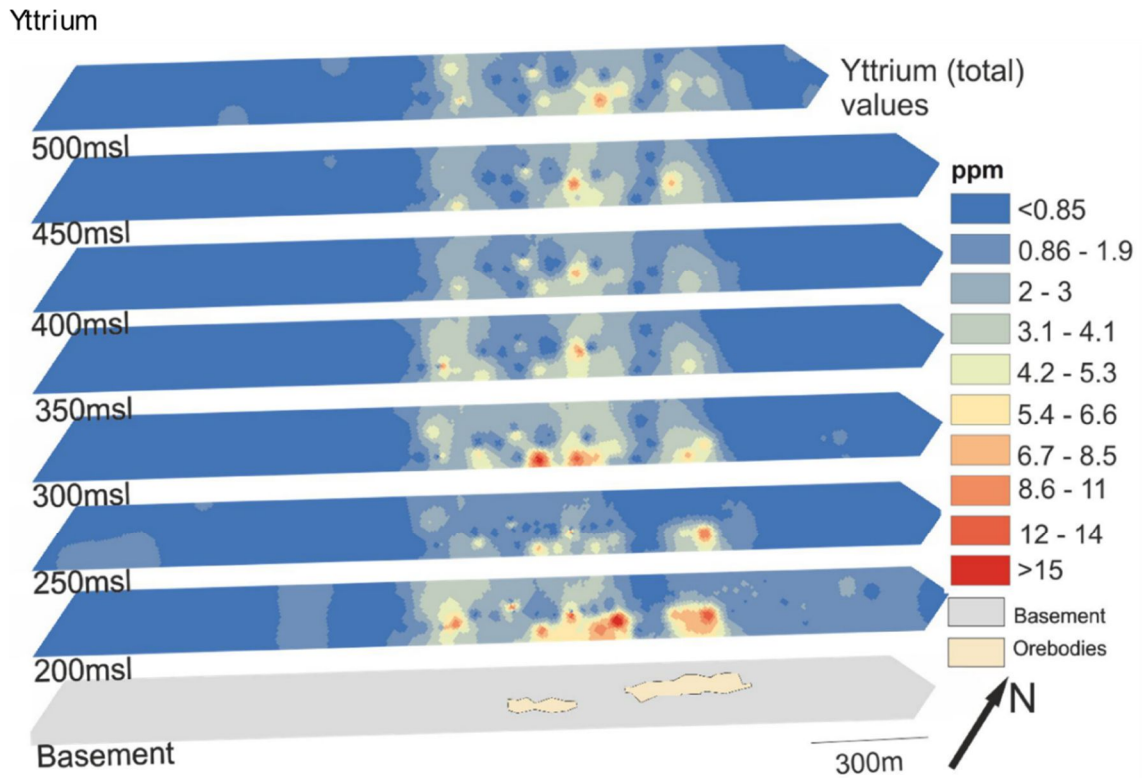 Yttrium
Yttrium (total)
values
500msl
450msl
400msl
350msl
300msl
250msl
200msl
Basement
ppm
<0.85
0.86 - 1.9
2 - 3
3.1 - 4.1
4.2 - 5.3
5.4 - 6.6
6.7 - 8.5
8.6 - 11
12 - 14
>15
Basement
Orebodies
N
300m